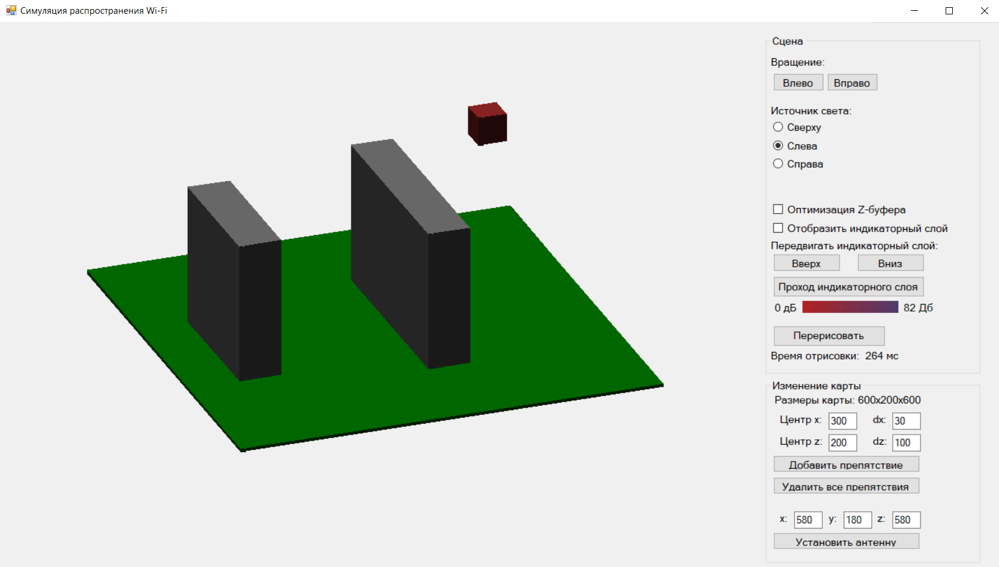 Симуляция распространения Wi-Fi
Сцена
Вращение:
Влево Вправо
Источник света:
Сверху
Слева
Справа
Оптимизация Z-буфера
Отобразить индикаторный слой
Передвигать индикаторный слой:
Вверх Вниз
Проход индикаторного слоя
0 дБ 82 Дб
Перерисовать
Время отрисовки: 264 мс
Изменение карты
Размеры карты: 600x200x600
Центр x: 300 dx: 30
Центр z: 200 dz: 100
Добавить препятствие
Удалить все препятствия
x: 580 y: 180 z: 580
Установить антенну